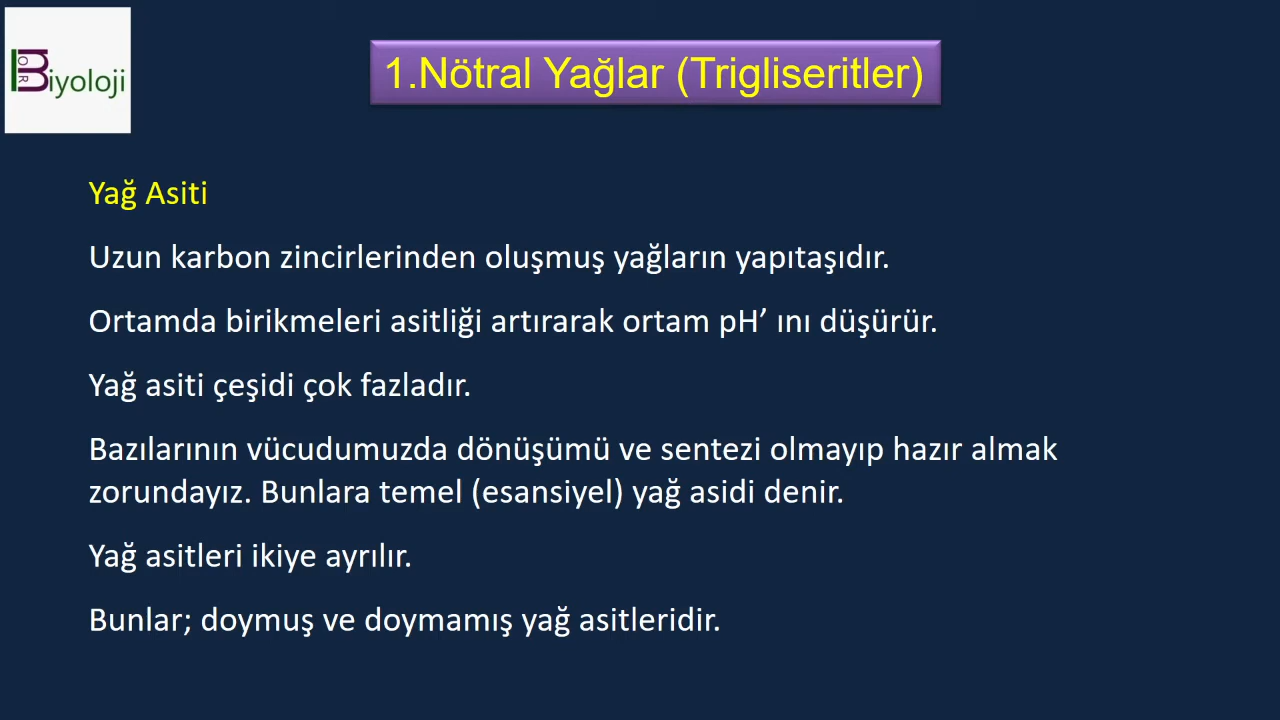 BOR
Biyoloji
1.Nötral Yağlar (Trigliseritler)
Yağ Asiti
Uzun karbon zincirlerinden oluşmuş yağların yapıtaşıdır.
Ortamda birikmeleri asitliği artırarak ortam pH’ ını düşürür.
Yağ asiti çeşidi çok fazladır.
Bazılarının vücudumuzda dönüşümü ve sentezi olmayıp hazır almak
zorundayız. Bunlara temel (esansiyel) yağ asidi denir.
Yağ asitleri ikiye ayrılır.
Bunlar; doymuş ve doymamış yağ asitleridir.